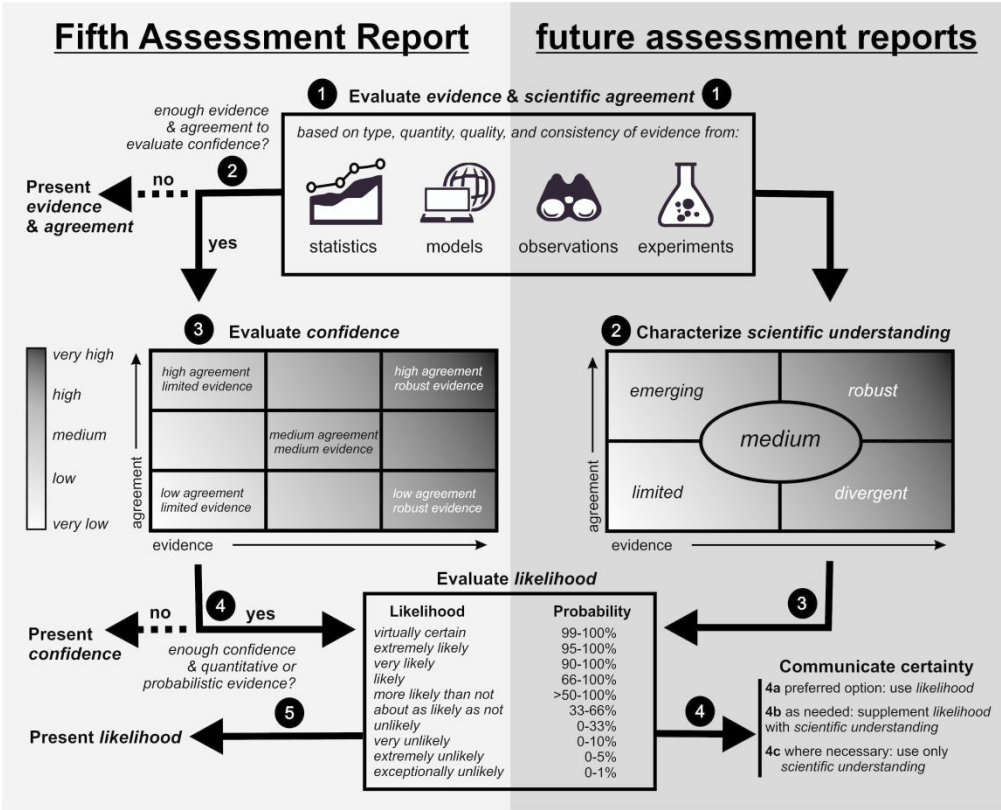 Fifth Assessment Report
future assessment reports
1 Evaluate evidence & scientific agreement 1
based on type, quantity, quality, and consistency of evidence from:
statistics models observations experiments
enough evidence
& agreement to
evaluate confidence?
2
no
Present
evidence
& agreement
yes
3 Evaluate confidence
very high
high
medium
low
very low
agreement
high agreement
limited evidence
high agreement
robust evidence
medium agreement
medium evidence
low agreement
limited evidence
low agreement
robust evidence
evidence
2 Characterize scientific understanding
agreement
emerging
robust
medium
limited
divergent
evidence
4
no
yes
Present
confidence
enough confidence
& quantitative or
probabilistic evidence?
3
Evaluate likelihood
Likelihood Probability
virtually certain 99-100%
extremely likely 95-100%
very likely 90-100%
likely 66-100%
more likely than not >50-100%
about as likely as not 33-66%
unlikely 0-33%
very unlikely 0-10%
extremely unlikely 0-5%
exceptionally unlikely 0-1%
5
Present likelihood
4
Communicate certainty
4a preferred option: use likelihood
4b as needed: supplement likelihood
with scientific understanding
4c where necessary: use only
scientific understanding